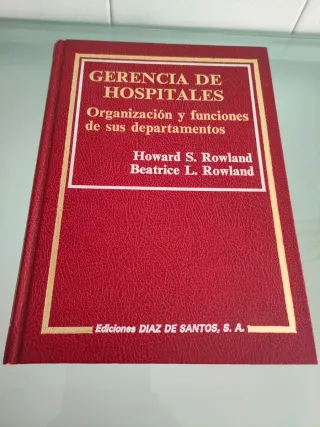 GERENCIA DE
HOSPITALES
Organización y funciones
de sus departamentos
Howard S. Rowland
Beatrice L. Rowland
Ediciones DIAZ DE SANTOS, S. A.